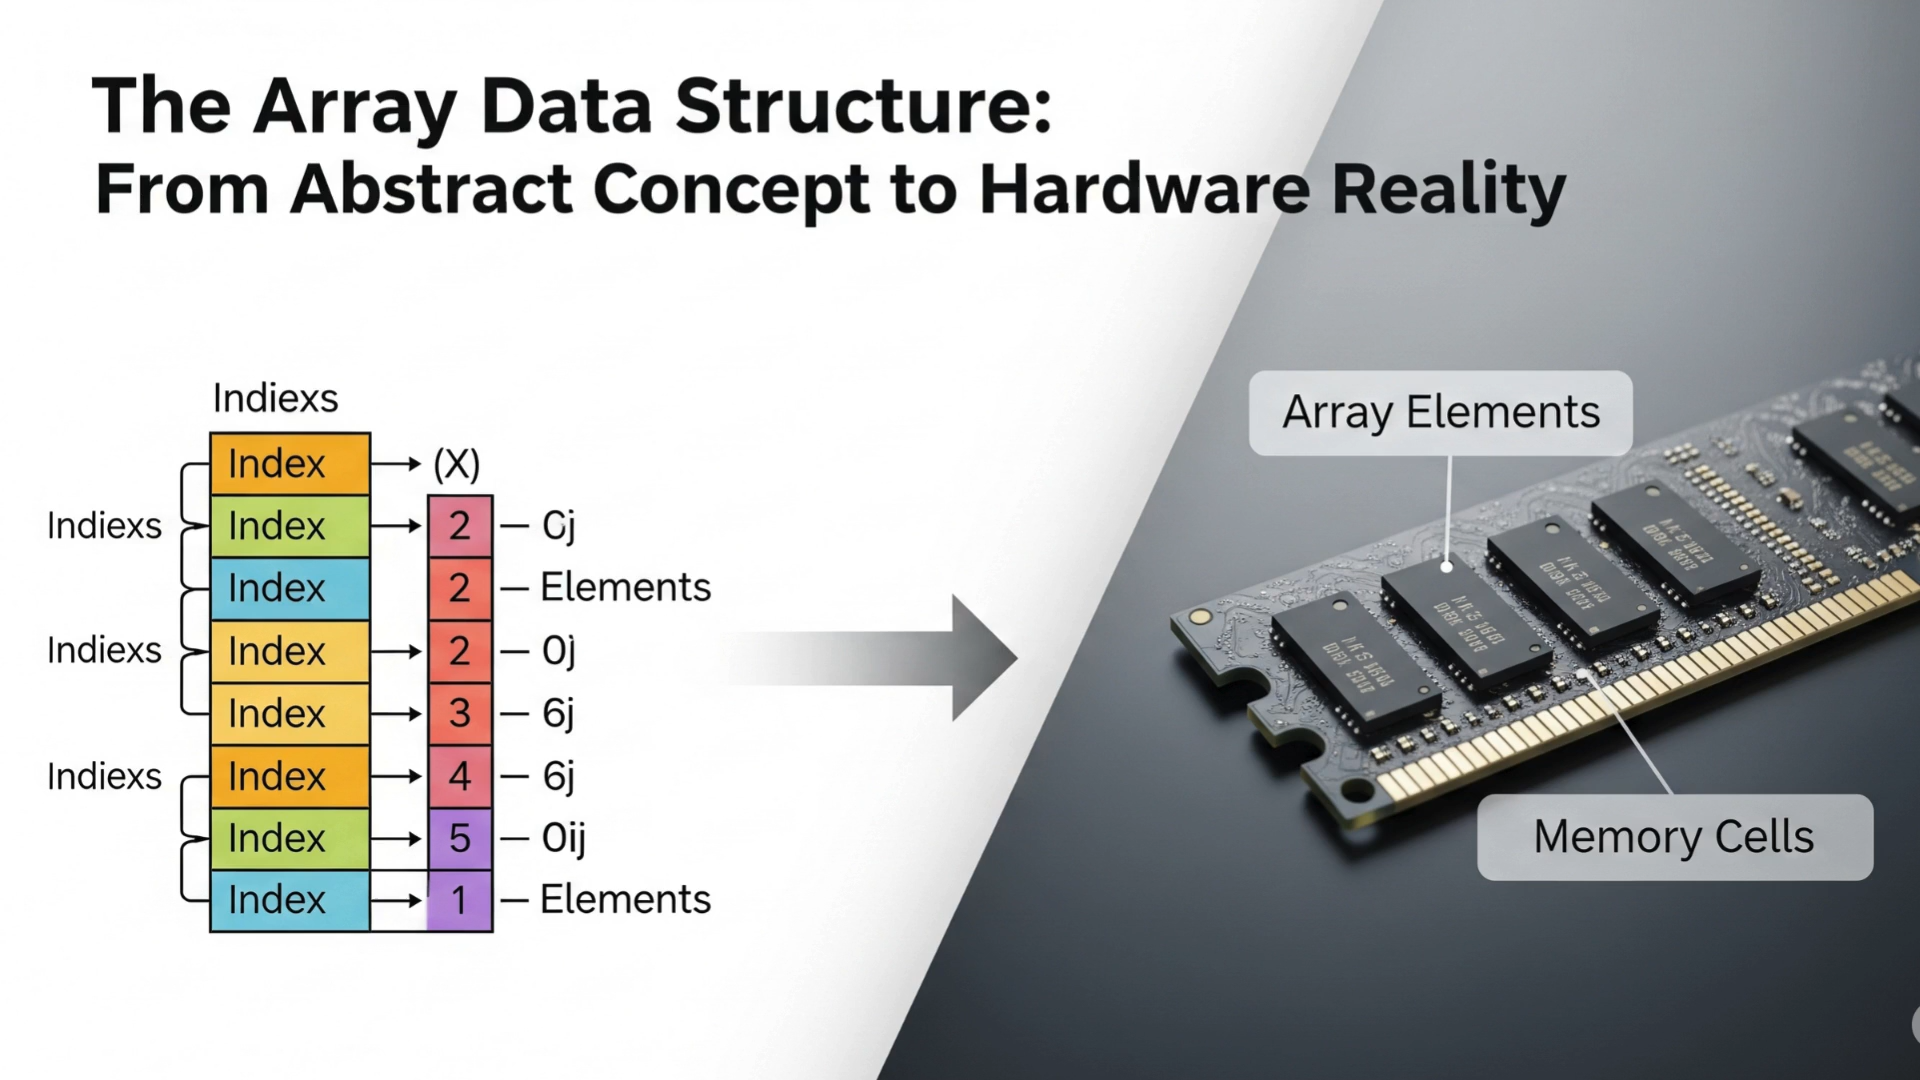 The Array Data Structure:
From Abstract Concept to Hardware Reality
Indiexs
Index
(X)
Indiexs
Index
2
Index
2
Elements
Indiexs
Index
2
0j
Index
3
6j
Indiexs
Index
4
6j
Index
5
0ij
Index
1
Elements
Array Elements
Memory Cells